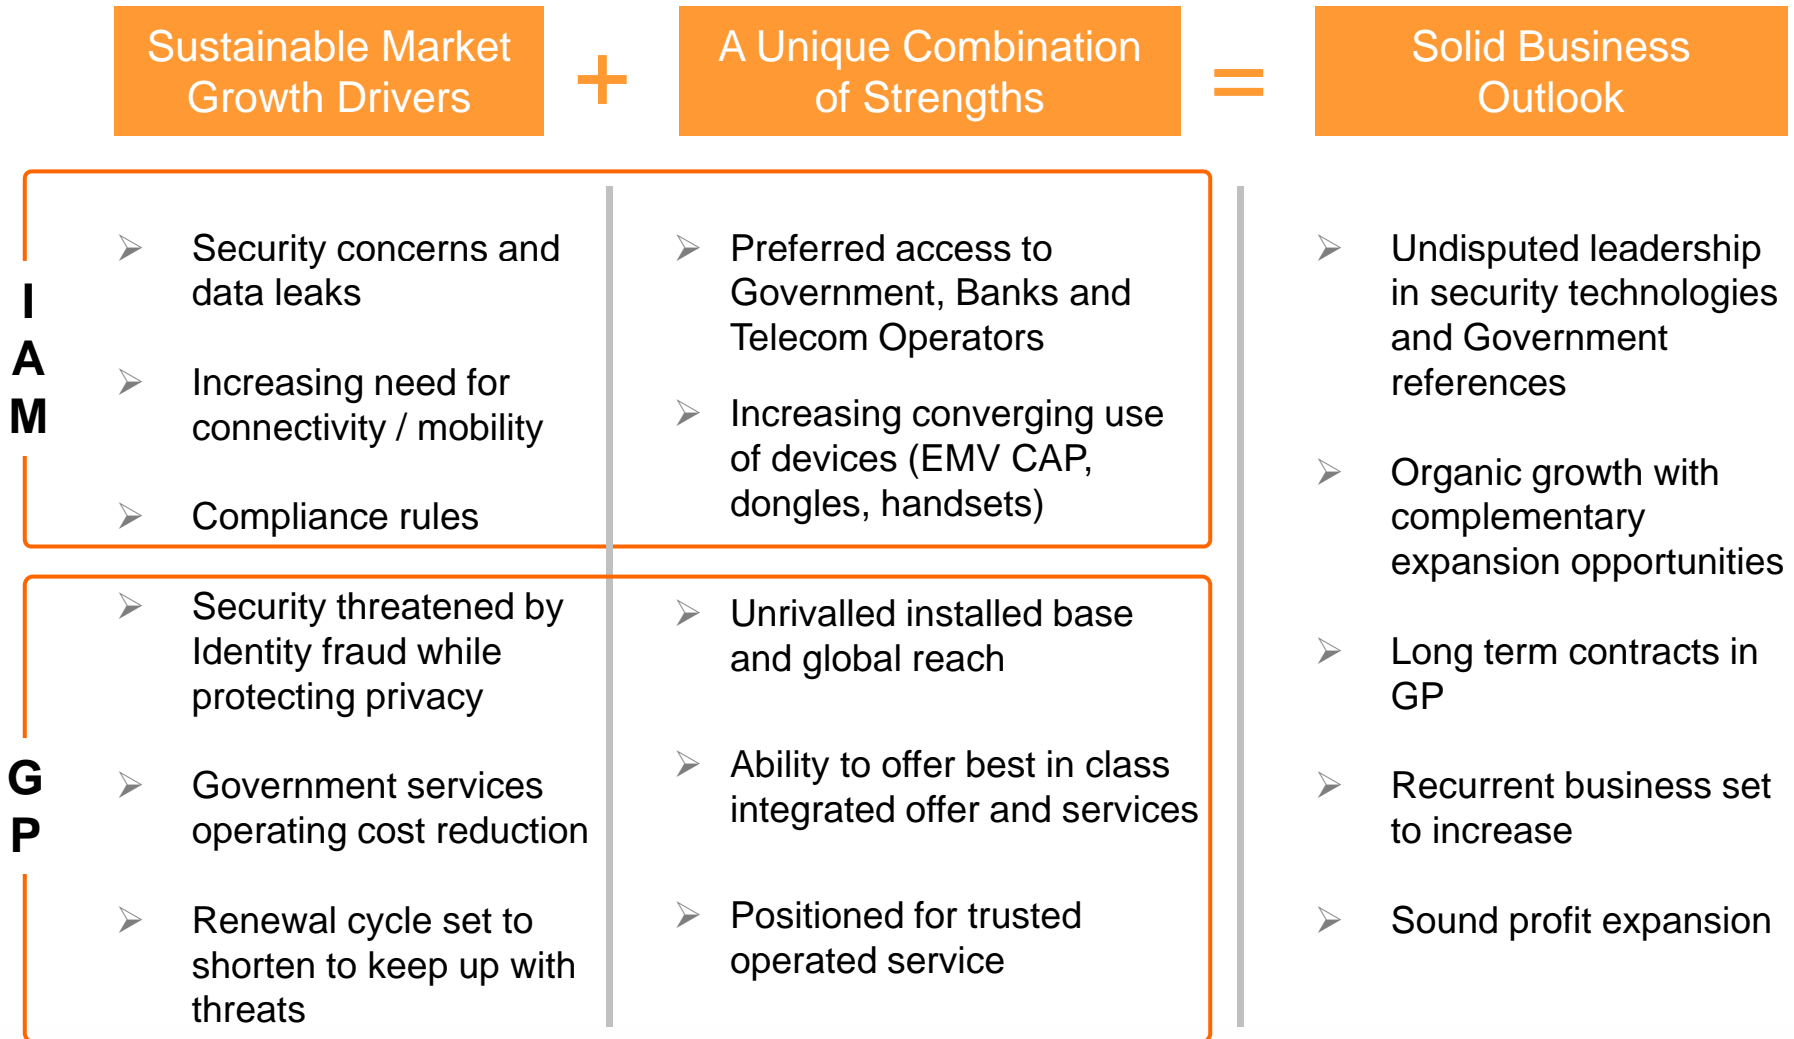 Sustainable Market
Growth Drivers
+
A Unique Combination
of Strengths
=
Solid Business
Outlook
I
A
M
Security concerns and
data leaks
Increasing need for
connectivity / mobility
Compliance rules
Preferred access to
Government, Banks and
Telecom Operators
Increasing converging use
of devices (EMV CAP,
dongles, handsets)
G
P
Security threatened by
Identity fraud while
protecting privacy
Government services
operating cost reduction
Renewal cycle set to
shorten to keep up with
threats
Unrivalled installed base
and global reach
Ability to offer best in class
integrated offer and services
Positioned for trusted
operated service
Undisputed leadership
in security technologies
and Government
references
Organic growth with
complementary
expansion opportunities
Long term contracts in
GP
Recurrent business set
to increase
Sound profit expansion